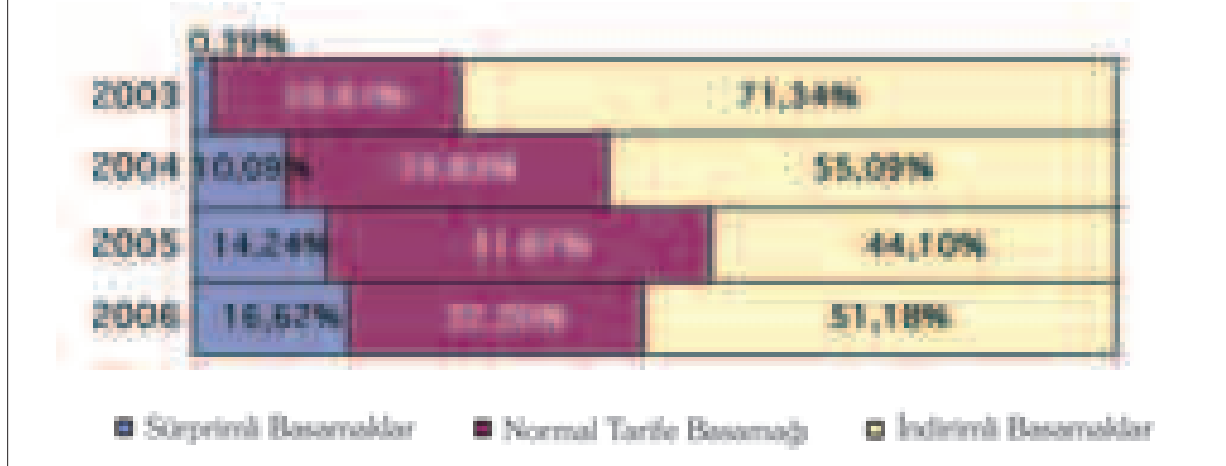 0,39%
2003 71,34%
2004 10,09% 55,09%
2005 14,24% 44,10%
2006 16,62% 51,18%
Sürprimli Basamaklar Normal Tarife Basamağı İndirimli Basamaklar